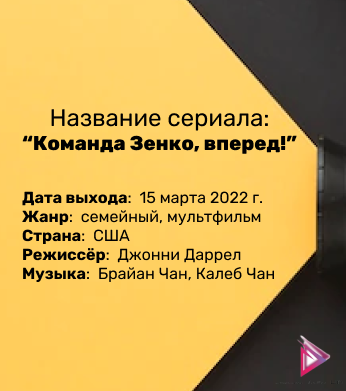 Название сериала:
“Команда Зенко, вперед!”
Дата выхода:  15 марта 2022 г.
Жанр:  семейный, мультфильм
Страна:  США
Режиссёр:  Джонни Даррел
Музыка:  Брайан Чан, Калеб Чан